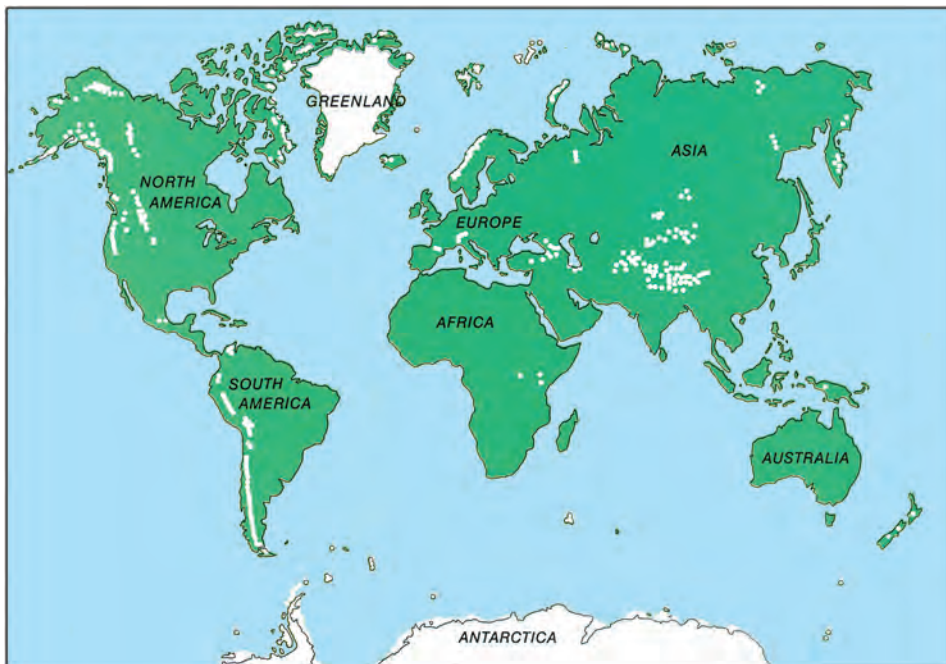 GREENLAND
ASIA
NORTH
AMERICA
EUROPE
AFRICA
SOUTH
AMERICA
AUSTRALIA
ANTARCTICA